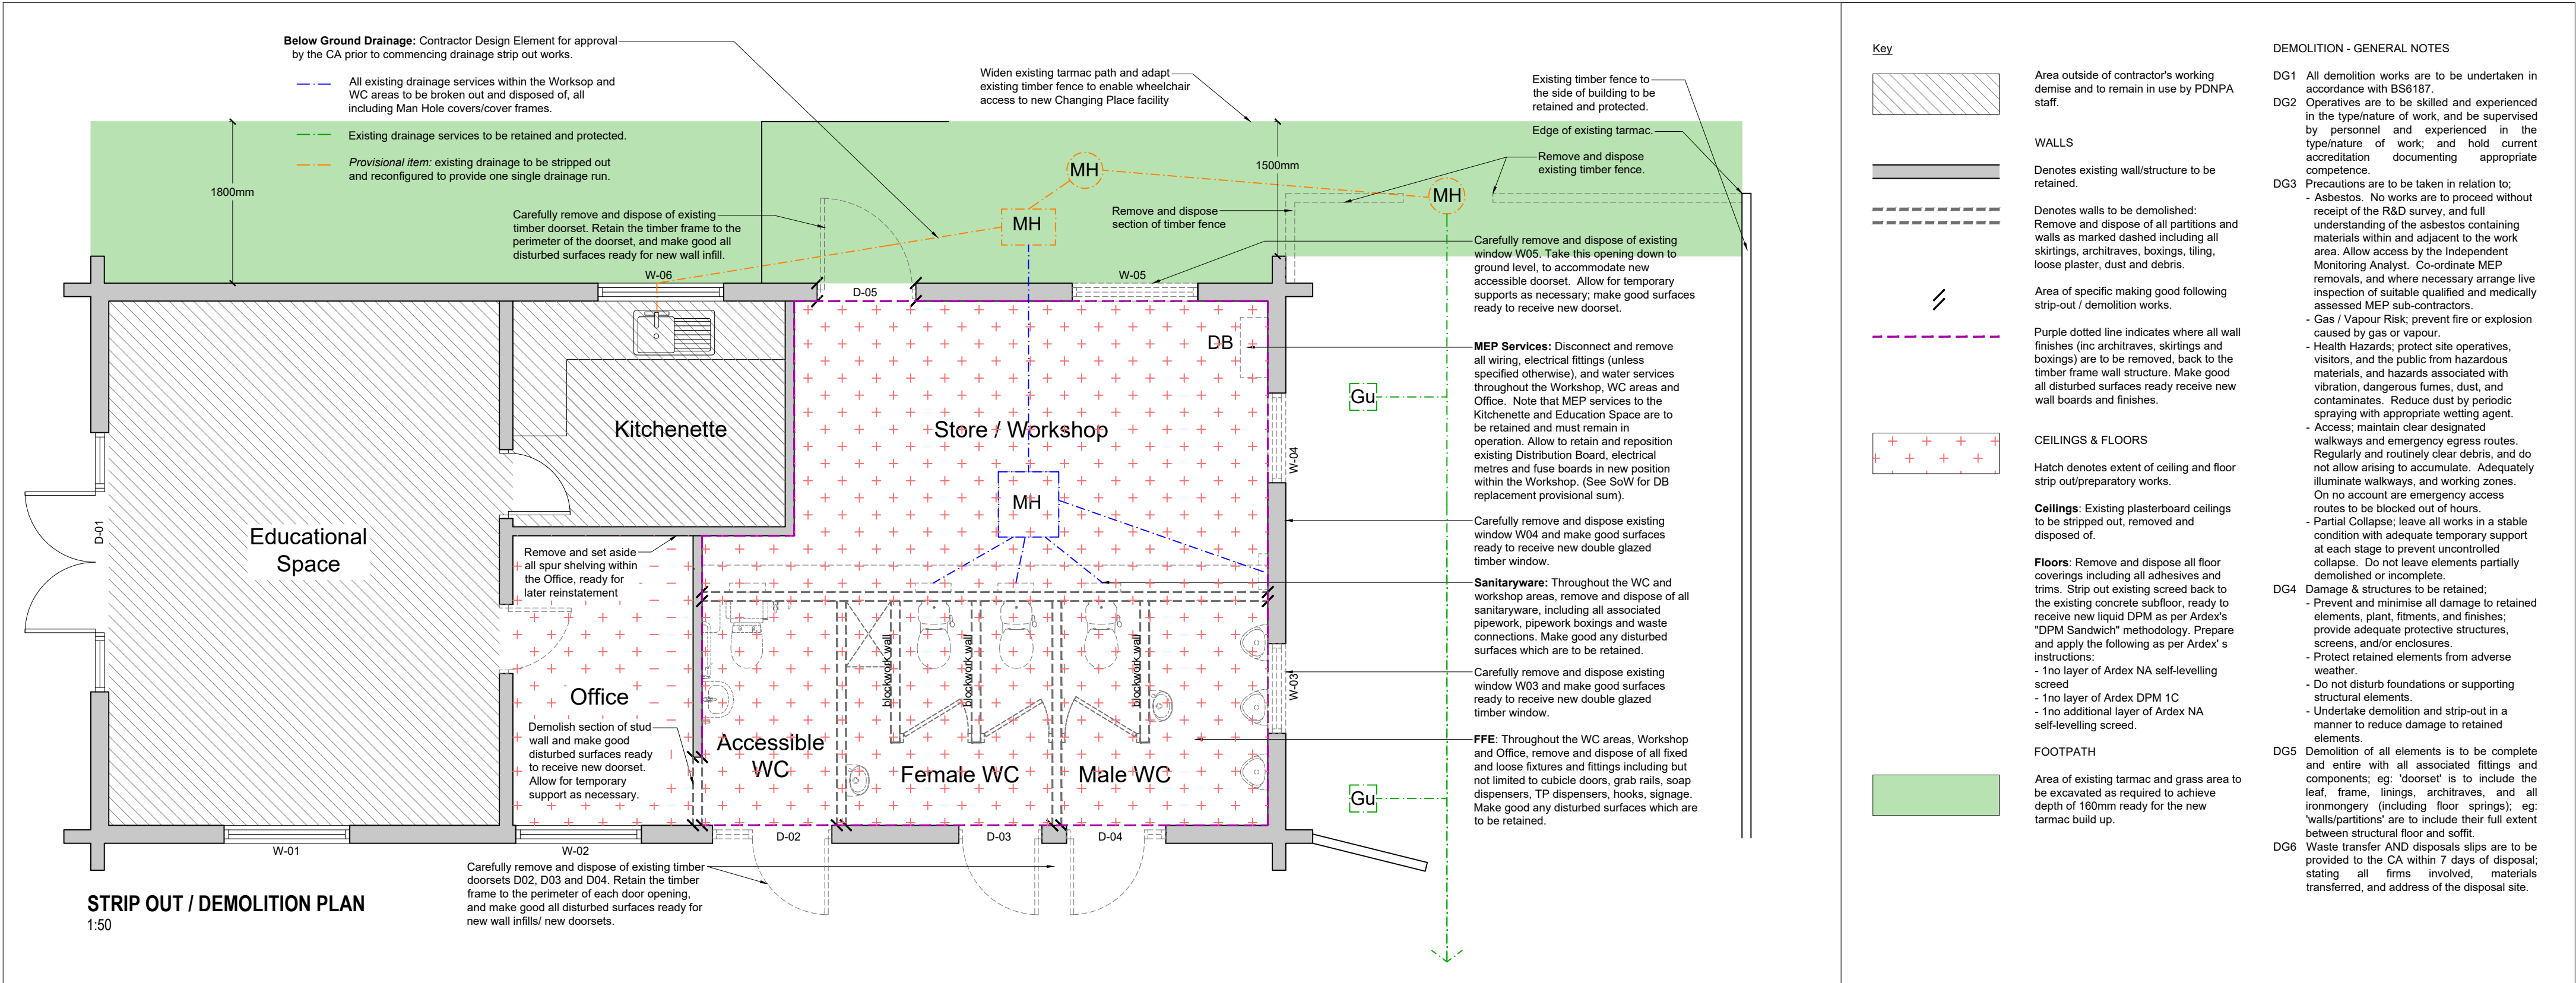 Below Ground Drainage: Contractor Design Element for approval
by the CA prior to commencing drainage strip out works.
All existing drainage services within the Worksop and
WC areas to be broken out and disposed of, all
including Man Hole covers/cover frames.
Existing drainage services to be retained and protected.
Provisional item: existing drainage to be stripped out
and reconfigured to provide one single drainage run.
1800mm
Carefully remove and dispose of existing
timber doorset. Retain the timber frame to the
perimeter of the doorset, and make good all
disturbed surfaces ready for new wall infill.
Widen existing tarmac path and adapt
existing timber fence to enable wheelchair
access to new Changing Place facility
Existing timber fence to
the side of building to be
retained and protected.
Edge of existing tarmac.
Remove and dispose
existing timber fence.
1500mm
Remove and dispose
section of timber fence
MH
MH
MH
W-06
D-05
W-05
Carefully remove and dispose of existing
window W05. Take this opening down to
ground level, to accommodate new
accessible doorset. Allow for temporary
supports as necessary; make good surfaces
ready to receive new doorset.
DB
MEP Services: Disconnect and remove
all wiring, electrical fittings (unless
specified otherwise), and water services
throughout the Workshop, WC areas and
Office. Note that MEP services to the
Kitchenette and Education Space are to
be retained and must remain in
operation. Allow to retain and reposition
existing Distribution Board, electrical
metres and fuse boards in new position
within the Workshop. (See SoW for DB
replacement provisional sum).
Gu
Kitchenette
Store / Workshop
W-04
MH
D-01
Educational
Space
Carefully remove and dispose existing
window W04 and make good surfaces
ready to receive new double glazed
timber window.
Remove and set aside
all spur shelving within
the Office, ready for
later reinstatement
Sanitaryware: Throughout the WC and
workshop areas, remove and dispose of all
sanitaryware, including all associated
pipework, pipework boxings and waste
connections. Make good any disturbed
surfaces which are to be retained.
blockwork wall
blockwork wall
blockwork wall
W-03
Carefully remove and dispose existing
window W03 and make good surfaces
ready to receive new double glazed
timber window.
Office
Demolish section of stud
wall and make good
disturbed surfaces ready
to receive new doorset.
Allow for temporary
support as necessary.
Accessible
WC
Female WC
Male WC
FFE: Throughout the WC areas, Workshop
and Office, remove and dispose of all fixed
and loose fixtures and fittings including but
not limited to cubicle doors, grab rails, soap
dispensers, TP dispensers, hooks, signage.
Make good any disturbed surfaces which are
to be retained.
Gu
W-01
W-02
D-02
D-03
D-04
Carefully remove and dispose of existing timber
doorsets D02, D03 and D04. Retain the timber
frame to the perimeter of each door opening,
and make good all disturbed surfaces ready for
new wall infills/ new doorsets.
STRIP OUT / DEMOLITION PLAN
1:50
Key
Area outside of contractor's working
demise and to remain in use by PDNPA
staff.
WALLS
Denotes existing wall/structure to be
retained.
Denotes walls to be demolished:
Remove and dispose of all partitions and
walls as marked dashed including all
skirtings, architraves, boxings, tiling,
loose plaster, dust and debris.
Area of specific making good following
strip-out / demolition works.
Purple dotted line indicates where all wall
finishes (inc architraves, skirtings and
boxings) are to be removed, back to the
timber frame wall structure. Make good
all disturbed surfaces ready receive new
wall boards and finishes.
CEILINGS & FLOORS
Hatch denotes extent of ceiling and floor
strip out/preparatory works.
Ceilings: Existing plasterboard ceilings
to be stripped out, removed and
disposed of.
Floors: Remove and dispose all floor
coverings including all adhesives and
trims. Strip out existing screed back to
the existing concrete subfloor, ready to
receive new liquid DPM as per Ardex's
"DPM Sandwich" methodology. Prepare
and apply the following as per Ardex' s
instructions:
- 1no layer of Ardex NA self-levelling
screed
- 1no layer of Ardex DPM 1C
- 1no additional layer of Ardex NA
self-levelling screed.
FOOTPATH
Area of existing tarmac and grass area to
be excavated as required to achieve
depth of 160mm ready for the new
tarmac build up.
DEMOLITION - GENERAL NOTES
DG1 All demolition works are to be undertaken in
accordance with BS6187.
DG2 Operatives are to be skilled and experienced
in the type/nature of work, and be supervised
by personnel and experienced in the
type/nature of work; and hold current
accreditation documenting appropriate
competence.
DG3 Precautions are to be taken in relation to;
- Asbestos. No works are to proceed without
receipt of the R&D survey, and full
understanding of the asbestos containing
materials within and adjacent to the work
area. Allow access by the Independent
Monitoring Analyst. Co-ordinate MEP
removals, and where necessary arrange live
inspection of suitable qualified and medically
assessed MEP sub-contractors.
- Gas / Vapour Risk; prevent fire or explosion
caused by gas or vapour.
- Health Hazards; protect site operatives,
visitors, and the public from hazardous
materials, and hazards associated with
vibration, dangerous fumes, dust, and
contaminates. Reduce dust by periodic
spraying with appropriate wetting agent.
- Access; maintain clear designated
walkways and emergency egress routes.
Regularly and routinely clear debris, and do
not allow arising to accumulate. Adequately
illuminate walkways, and working zones.
On no account are emergency access
routes to be blocked out of hours.
- Partial Collapse; leave all works in a stable
condition with adequate temporary support
at each stage to prevent uncontrolled
collapse. Do not leave elements partially
demolished or incomplete.
DG4 Damage & structures to be retained;
- Prevent and minimise all damage to retained
elements, plant, fitments, and finishes;
provide adequate protective structures,
screens, and/or enclosures.
- Protect retained elements from adverse
weather.
- Do not disturb foundations or supporting
structural elements.
- Undertake demolition and strip-out in a
manner to reduce damage to retained
elements.
DG5 Demolition of all elements is to be complete
and entire with all associated fittings and
components; eg: 'doorset' is to include the
leaf, frame, linings, architraves, and all
ironmongery (including floor springs); eg:
'walls/partitions' are to include their full extent
between structural floor and soffit.
DG6 Waste transfer AND disposals slips are to be
provided to the CA within 7 days of disposal;
stating all firms involved, materials
transferred, and address of the disposal site.